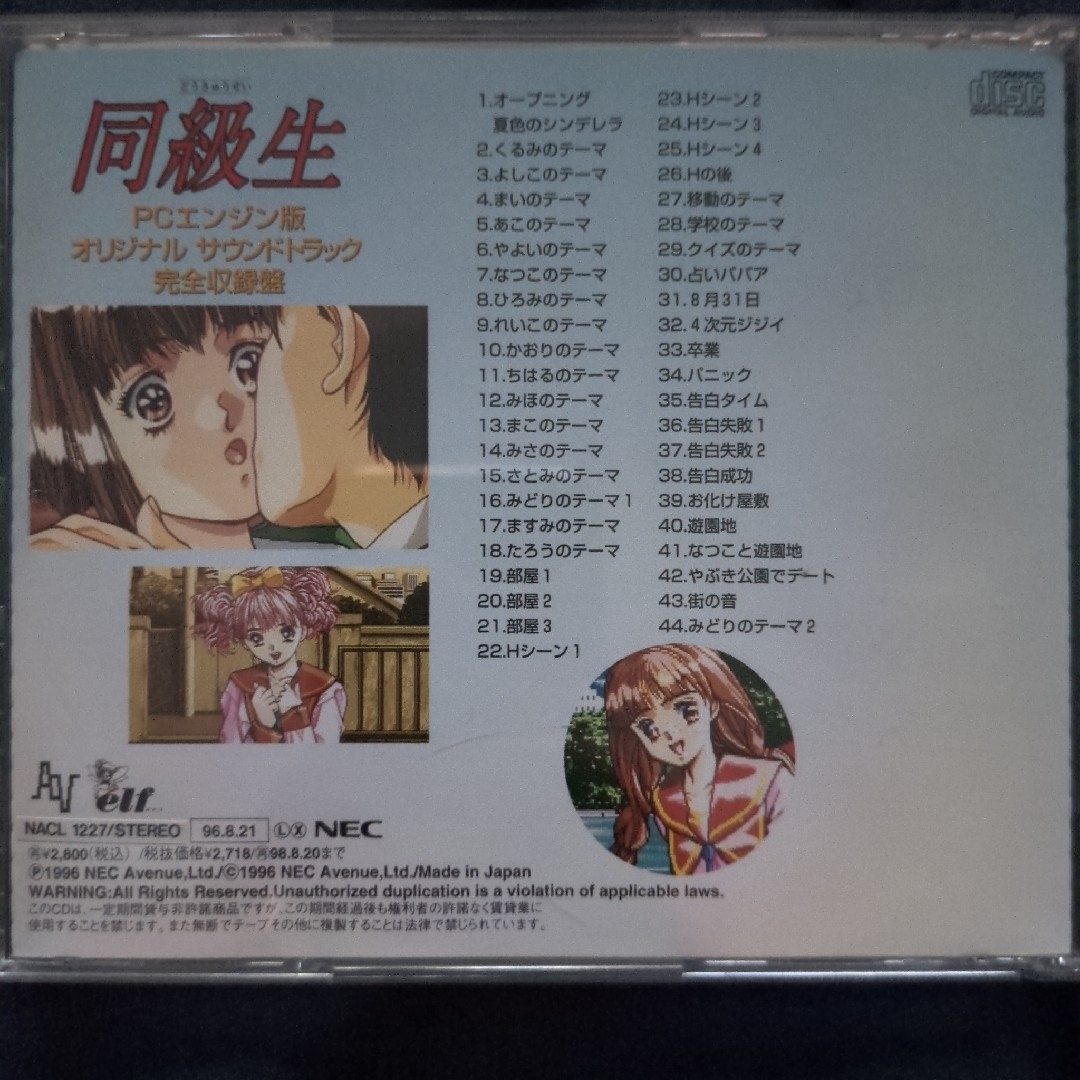 どうきゅうせい
同級生
PCエンジン版
オリジナル サウンドトラック
完全収録盤
1.オープニング
夏色のシンデレラ
2.くるみのテーマ
3.よしこのテーマ
4.まいのテーマ
5.あこのテーマ
6.やよいのテーマ
7.なつこのテーマ
8.ひろみのテーマ
9.れいこのテーマ
10.かおりのテーマ
11.ちはるのテーマ
12.みほのテーマ
13.まこのテーマ
14.みさのテーマ
15.さとみのテーマ
16.みどりのテーマ1
17.ますみのテーマ
18.たろうのテーマ
19.部屋1
20.部屋2
21.部屋3
22.Hシーン1
23.Hシーン2
24.Hシーン3
25.Hシーン4
26.Hの後
27.移動のテーマ
28.学校のテーマ
29.クイズのテーマ
30.占いババア
31.8月31日
32.4次元ジジイ
33.卒業
34.パニック
35.告白タイム
36.告白失敗1
37.告白失敗2
38.告白成功
39.お化け屋敷
40.遊園地
41.なつこと遊園地
42.やぶき公園でデート
43.街の音
44.みどりのテーマ2
COMPACT
disc
DIGITAL AUDIO
AV elf
NACL 1227/STEREO 96.8.21 Ⓛ Ⓧ NEC
㊢¥2,800(税込)/税抜価格¥2,718/㊢98.8.20まで
Ⓟ1996 NEC Avenue,Ltd./Ⓒ1996 NEC Avenue,Ltd./Made in Japan
WARNING:All Rights Reserved.Unauthorized duplication is a violation of applicable laws.
このCDは、一定期間貸与非許諾商品ですが、この期間経過後も権利者の許諾なく賃貸業に
使用することを禁じます。また無断でテープその他に複製することは法律で禁じられています。